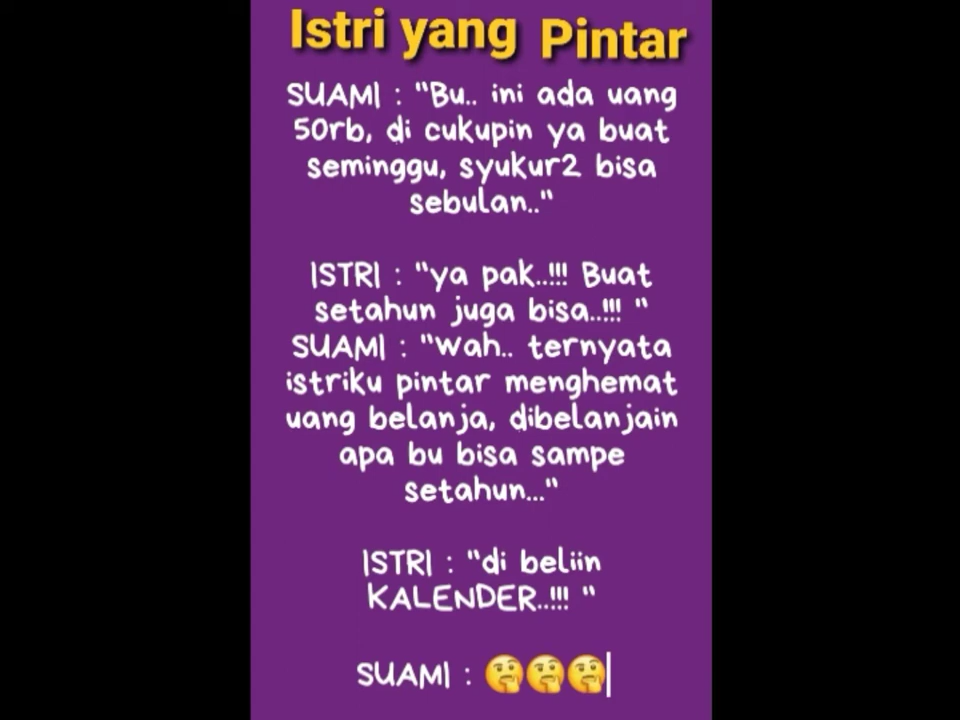 Istri yang Pintar
SUAMI : "Bu.. ini ada uang
50rb, di cukupin ya buat
seminggu, syukur2 bisa
sebulan.."
ISTRI : "ya pak..!!! Buat
setahun juga bisa..!!! "
SUAMI : "Wah.. ternyata
istriku pintar menghemat
uang belanja, dibelanjain
apa bu bisa sampe
setahun..."
ISTRI : "di beliin
KALENDER..!!! "
SUAMI : 🤔🤔🤔